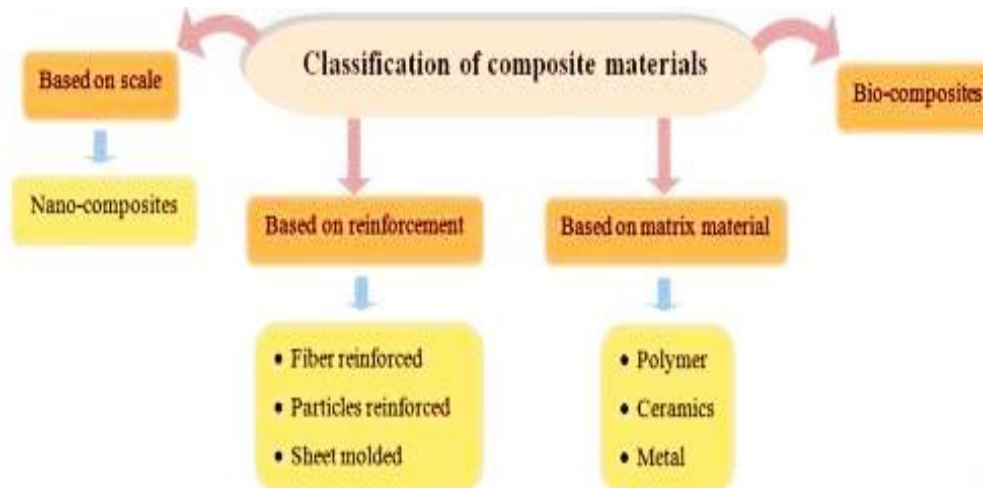 Classification of composite materials
Based on scale
Bio-composites
Nano-composites
Based on reinforcement
Based on matrix material
• Fiber reinforced
• Particles reinforced
• Sheet molded
• Polymer
• Ceramics
• Metal